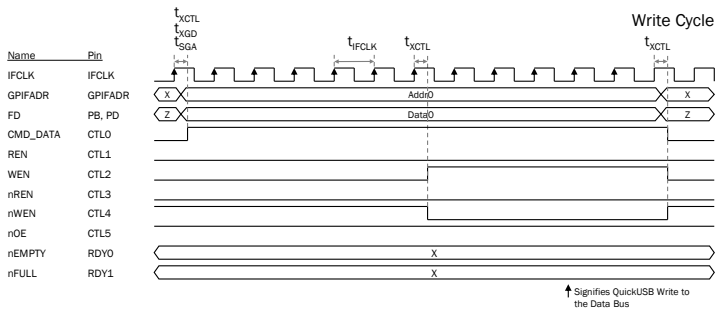 Write Cycle
tXCTL
tXGD
tSGA
tIFCLK
tXCTL
tXCTL
Name Pin
IFCLK IFCLK
GPIFADR GPIFADR X Addr0 X
FD PB, PD Z Data0 Z
CMD_DATA CTL0
REN CTL1
WEN CTL2
nREN CTL3
nWEN CTL4
nOE CTL5
nEMPTY RDY0 X
nFULL RDY1 X
Signifies QuickUSB Write to
the Data Bus